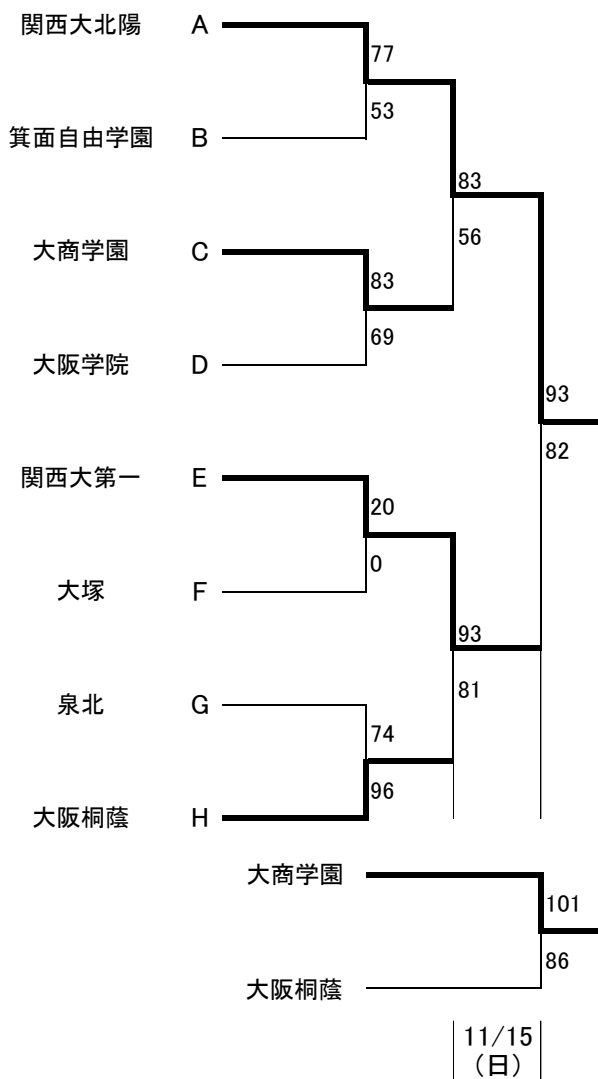 関西大北陽 A
77
53
箕面自由学園 B
83
56
大商学園 C
83
69
大阪学院 D
93
82
関西大第一 E
20
0
大塚 F
93
81
泉北 G
74
96
大阪桐蔭 H
大商学園
101
86
大阪桐蔭
11/15
(日)